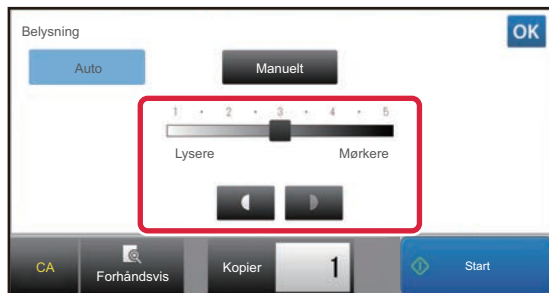 Belysning
OK
Auto
Manuelt
1 · 2 · 3 · 4 · 5
Lysere
Mørkere
CA
Forhåndsvis
Kopier
1
Start